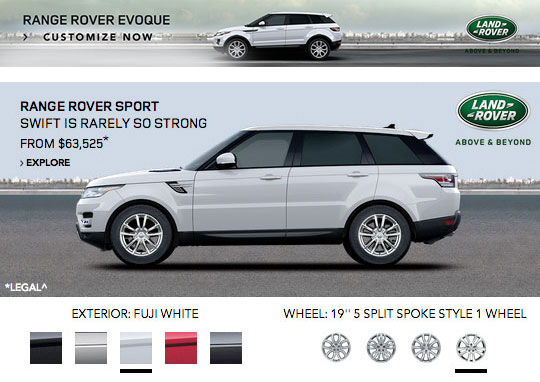 RANGE ROVER EVOQUE
> CUSTOMIZE NOW
LAND
ROVER
ABOVE & BEYOND
RANGE ROVER SPORT
SWIFT IS RARELY SO STRONG
FROM $63,525*
> EXPLORE
LAND
ROVER
ABOVE & BEYOND
*LEGAL^
EXTERIOR: FUJI WHITE
WHEEL: 19'' 5 SPLIT SPOKE STYLE 1 WHEEL